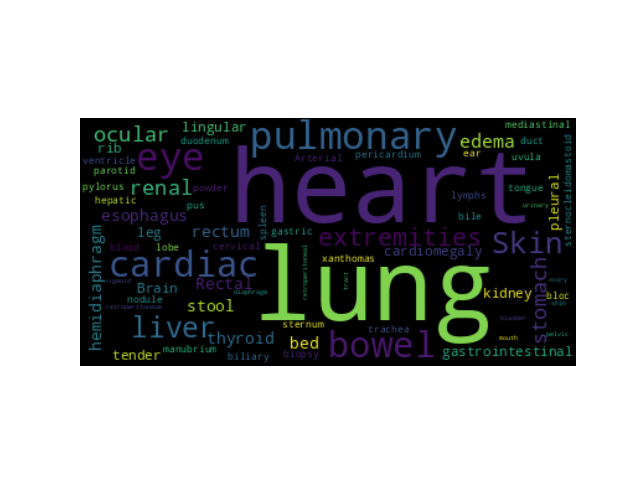 mediastinal
lingular
ocular
pulmonary
edema
duct
duodenum
rib
eye
Arterial
pericardium
ear
uvula
ventricle
parotid
heart
sternocleidomastoid
pylorus
renal
powder
lymphs
tongue
pleural
hepatic
pus
urinary
esophagus
spleen
bile
leg
rectum
gastric
extremities
Skin
hemidiaphragm
blood
lobe
cervical
retroperitoneal
lung
xanthomas
cardiomegaly
stomach
cardiac
sigmoid
Rectal
tract
ovary
Brain
diaphragm
kidney
bloc
nodule
shin
retroperitoneum
stool
liver
sternum
trachea
bladder
thyroid
bed
bowel
mouth
pelvic
tender
manubrium
biliary
biopsy
gastrointestinal